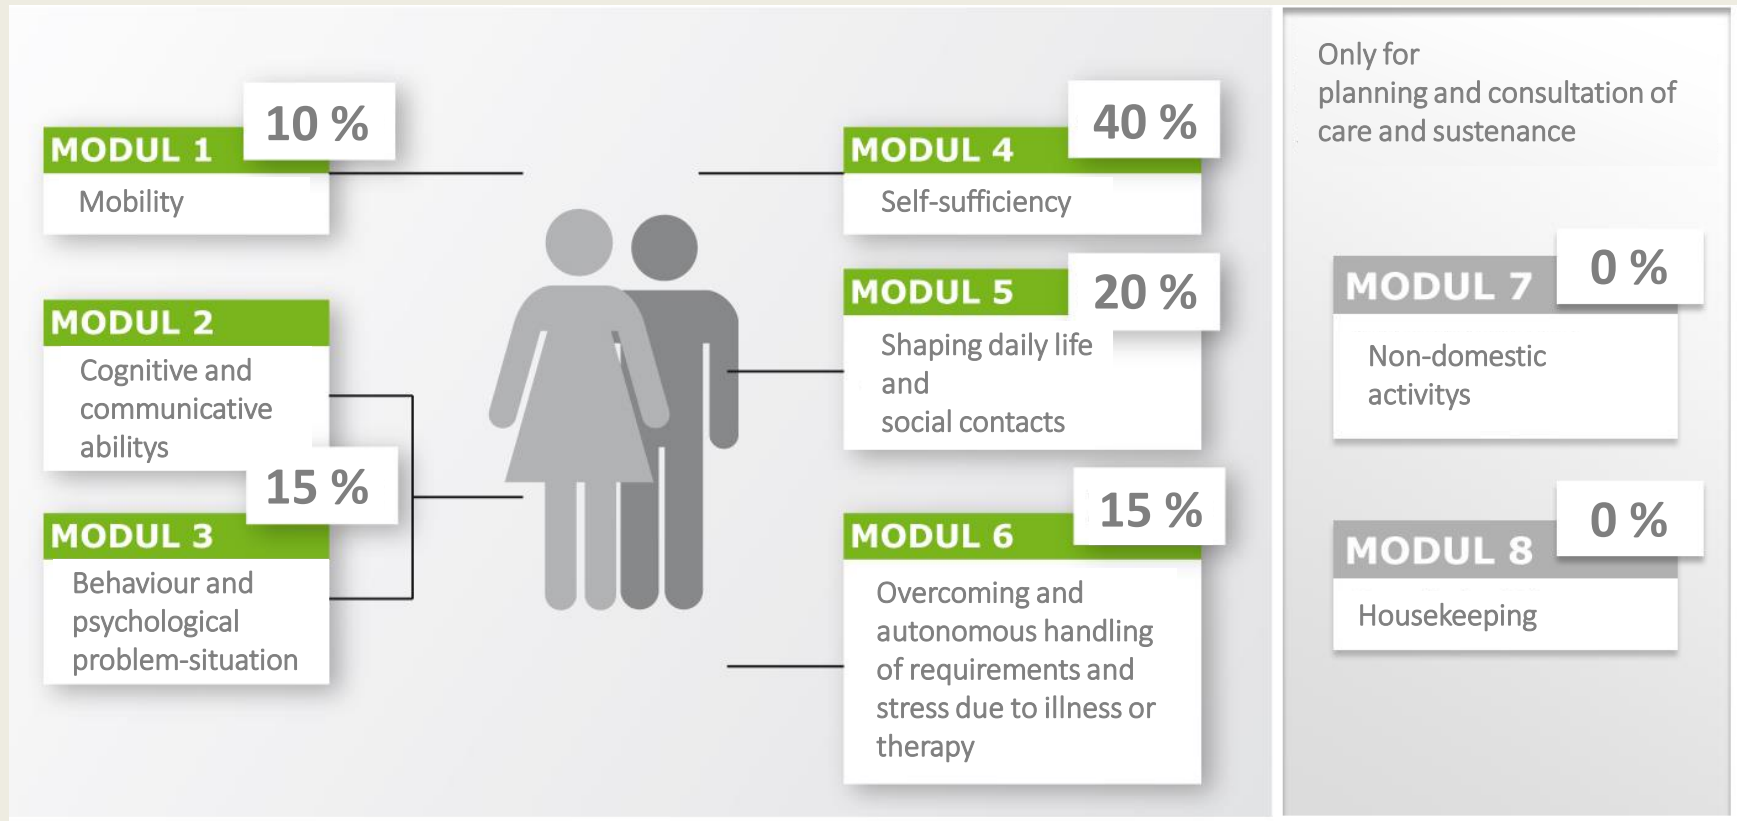 MODUL 1
10 %
Mobility
MODUL 2
Cognitive and
communicative
abilitys
15 %
MODUL 3
Behaviour and
psychological
problem-situation
MODUL 4
40 %
Self-sufficiency
MODUL 5
20 %
Shaping daily life
and
social contacts
MODUL 6
15 %
Overcoming and
autonomous handling
of requirements and
stress due to illness or
therapy
Only for
planning and consultation of
care and sustenance
MODUL 7
0 %
Non-domestic
activitys
MODUL 8
0 %
Housekeeping